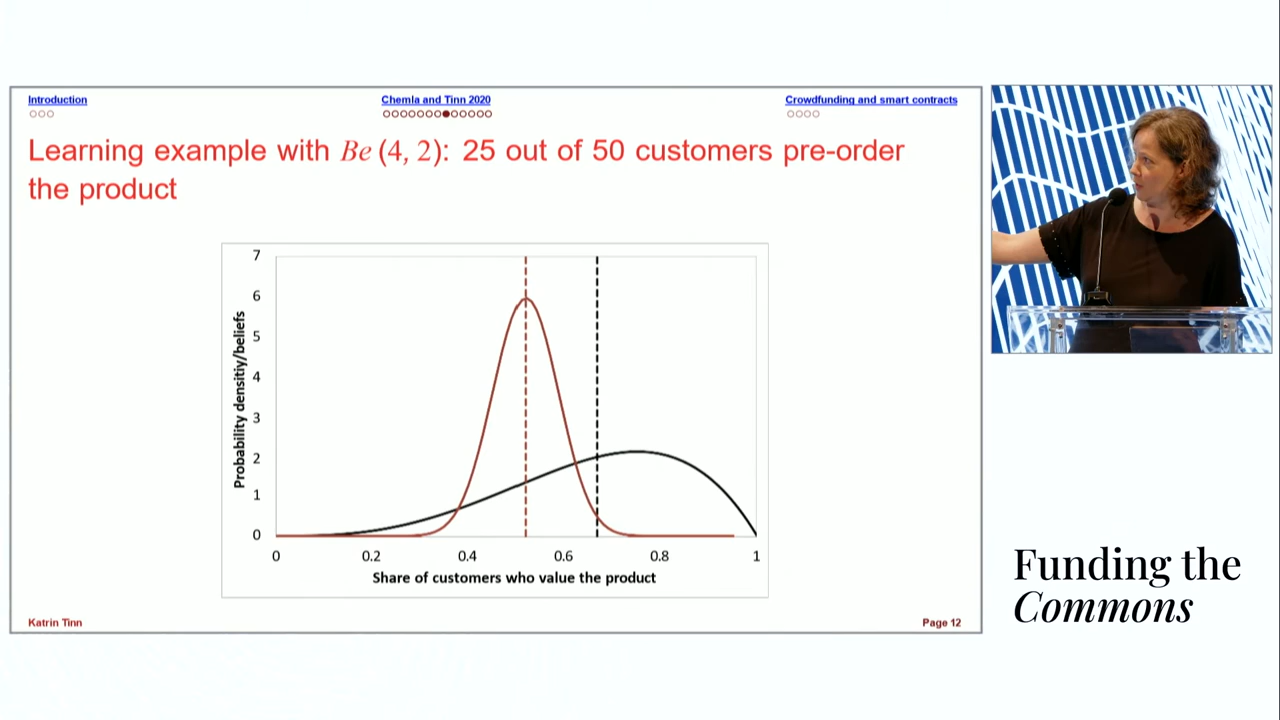 Introduction
Chemla and Tinn 2020
Crowdfunding and smart contracts
Learning example with Be (4, 2): 25 out of 50 customers pre-order
the product
Probability densitiy/beliefs
7
6
5
4
3
2
1
0
0 0.2 0.4 0.6 0.8 1
Share of customers who value the product
Katrin Tinn
Page 12
Funding the
Commons